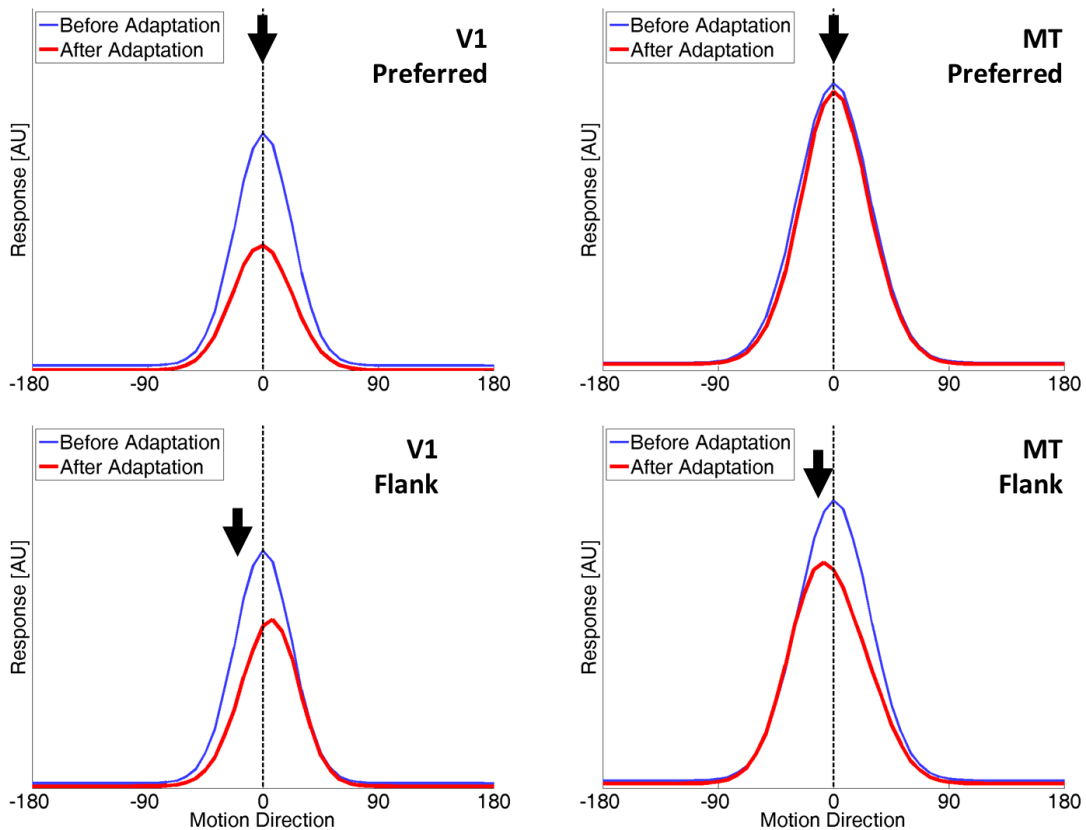 Before Adaptation
After Adaptation
V1
Preferred
Response [AU]
-180
-90
0
90
180
Before Adaptation
After Adaptation
MT
Preferred
Response [AU]
-180
-90
0
90
180
Before Adaptation
After Adaptation
V1
Flank
Response [AU]
-180
-90
0
90
180
Motion Direction
Before Adaptation
After Adaptation
MT
Flank
Response [AU]
-180
-90
0
90
180
Motion Direction